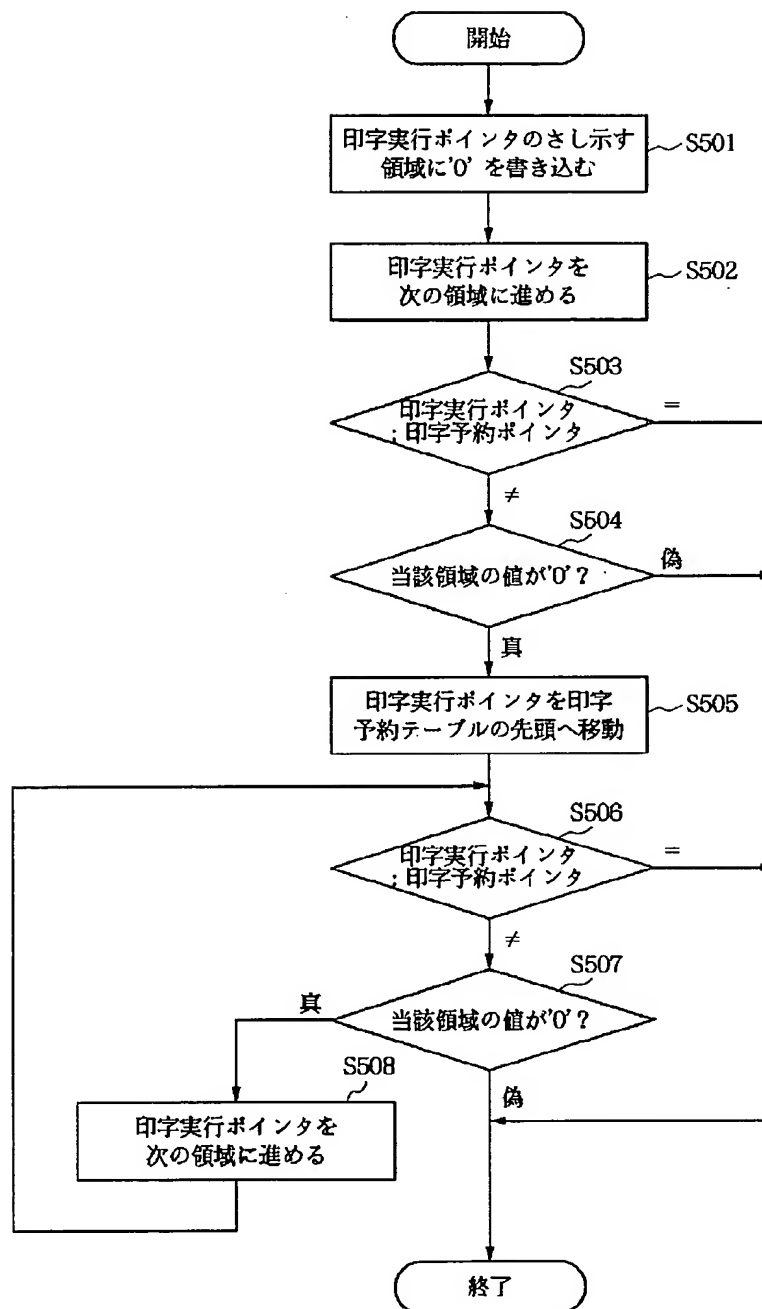 開始
印字実行ポインタのさし示す
領域に'0' を書き込む
S501
印字実行ポインタを
次の領域に進める
S502
S503
印字実行ポインタ
;印字予約ポインタ
=
≠
S504
当該領域の値が'0'?
偽
真
印字実行ポインタを印字
予約テーブルの先頭へ移動
S505
S506
印字実行ポインタ
;印字予約ポインタ
=
≠
S507
当該領域の値が'0'?
真
偽
S508
印字実行ポインタを
次の領域に進める
終了